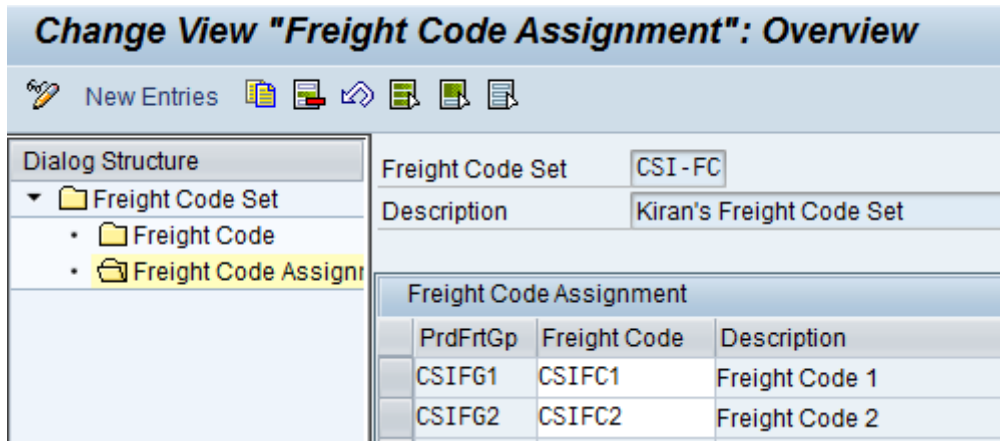 Change View "Freight Code Assignment": Overview
New Entries
Dialog Structure
Freight Code Set
Freight Code
Freight Code Assignm
Freight Code Set CSI-FC
Description Kiran's Freight Code Set
Freight Code Assignment
PrdFrtGp Freight Code Description
CSIFG1 CSIFC1 Freight Code 1
CSIFG2 CSIFC2 Freight Code 2